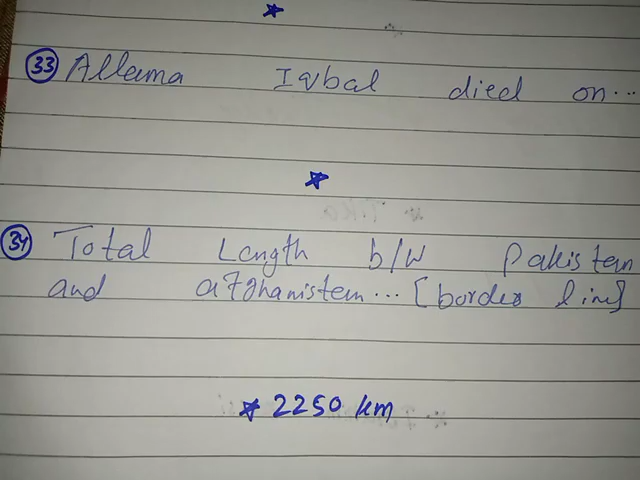 33 Allama Iqbal died on...
34 Total Length b/w Pakistan
and afghanistan... [border line]
* 2250 km